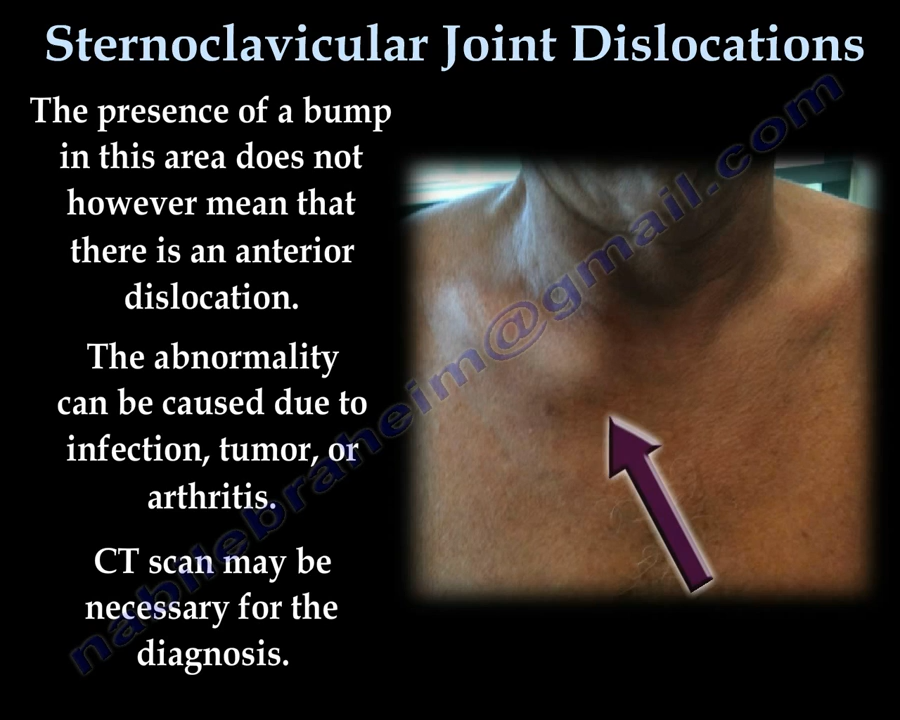 Sternoclavicular Joint Dislocations
The presence of a bump
in this area does not
however mean that
there is an anterior
dislocation.
The abnormality
can be caused due to
infection, tumor, or
arthritis.
CT scan may be
necessary for the
diagnosis.
nabilebraheim@gmail.com